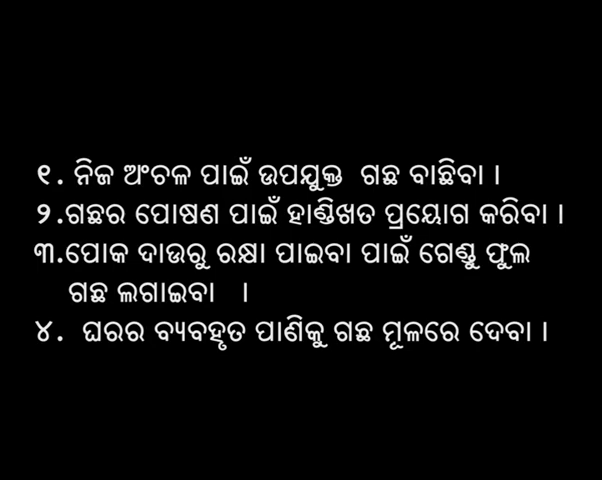 ୧. ନିଜ ଅଂଚଳ ପାଇଁ ଉପଯୁକ୍ତ ଗଛ ବାଛିବା ।
୨.ଗଛର ପୋଷଣ ପାଇଁ ହାଣ୍ଡିଖତ ପ୍ରୟୋଗ କରିବା ।
୩.ପୋକ ଦାଉରୁ ରକ୍ଷା ପାଇବା ପାଇଁ ଗେଣ୍ଡୁ ଫୁଲ
ଗଛ ଲଗାଇବା ।
୪. ଘରର ବ୍ୟବହୃତ ପାଣିକୁ ଗଛ ମୂଳରେ ଦେବା ।